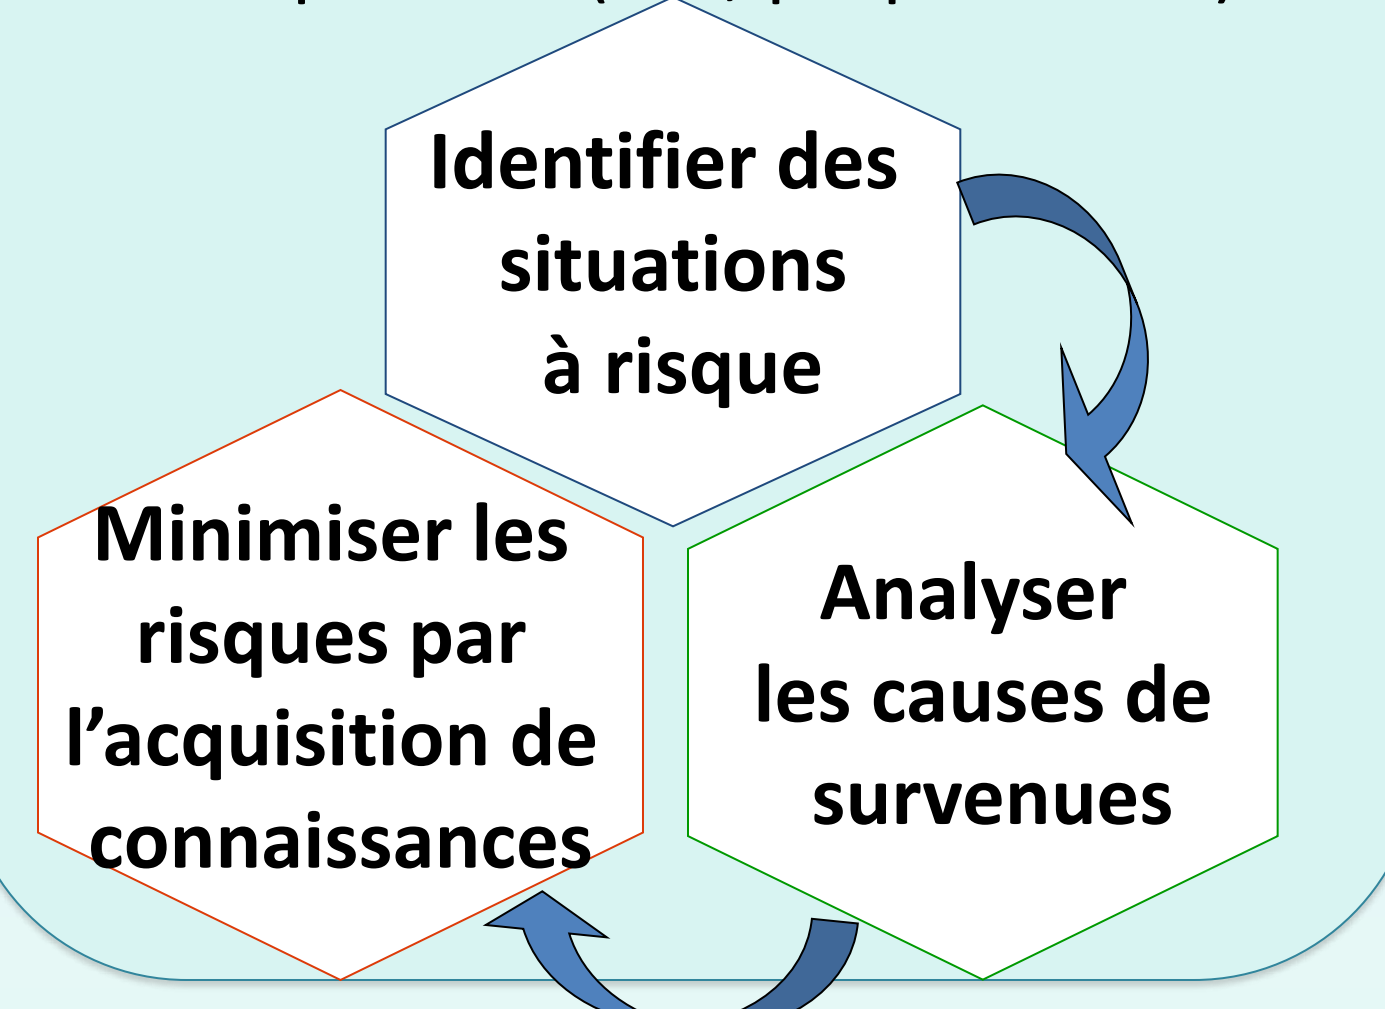 Identifier des
situations
à risque
Minimiser les
risques par
l’acquisition de
connaissances
Analyser
les causes de
survenues